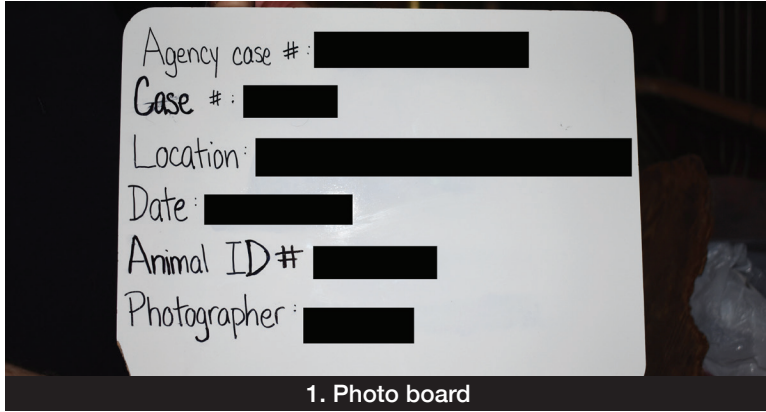 Agency case #:
Case #:
Location:
Date:
Animal ID #
Photographer:
1. Photo board